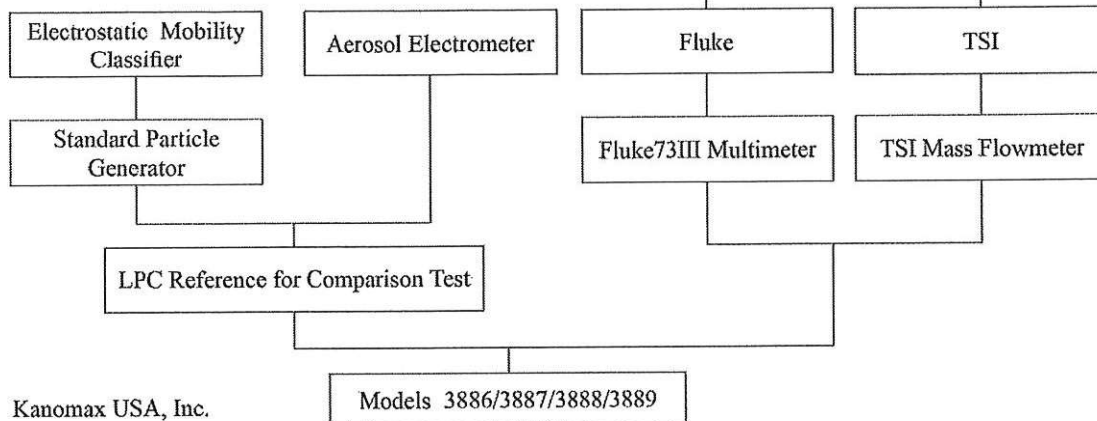 Electrostatic Mobility
Classifier
Aerosol Electrometer
Fluke
TSI
Standard Particle
Generator
Fluke73III Multimeter
TSI Mass Flowmeter
LPC Reference for Comparison Test
Kanomax USA, Inc.
Models 3886/3887/3888/3889